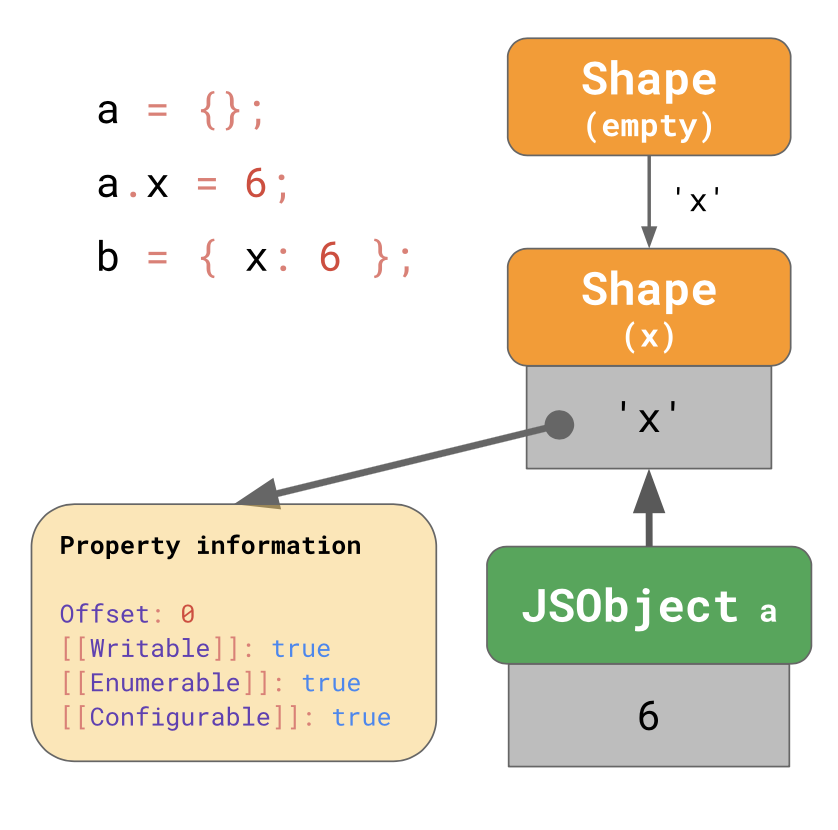 a = {};
a.x = 6;
b = { x: 6 };
Shape
(empty)
'x'
Shape
(x)
'x'
Property information
Offset: 0
[[Writable]]: true
[[Enumerable]]: true
[[Configurable]]: true
JSObject a
6